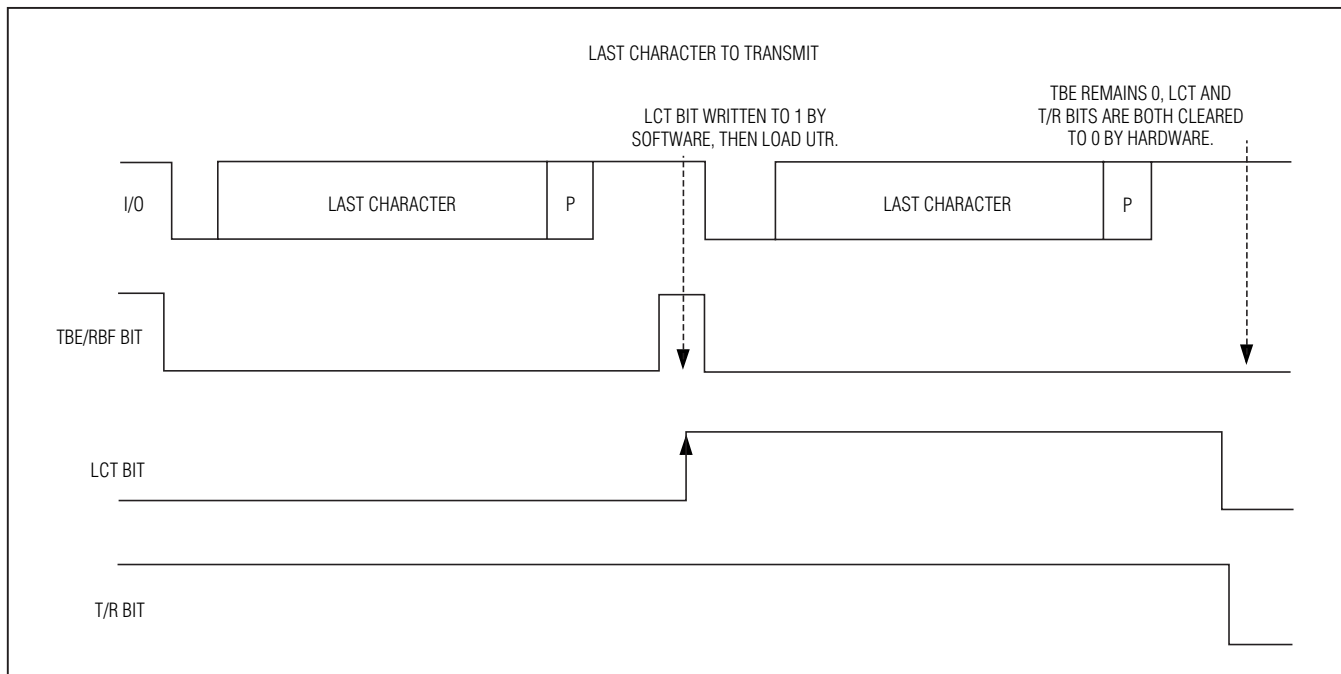 LAST CHARACTER TO TRANSMIT
LCT BIT WRITTEN TO 1 BY
SOFTWARE, THEN LOAD UTR.
TBE REMAINS 0, LCT AND
T/R BITS ARE BOTH CLEARED
TO 0 BY HARDWARE.
I/O
LAST CHARACTER
P
LAST CHARACTER
P
TBE/RBF BIT
LCT BIT
T/R BIT